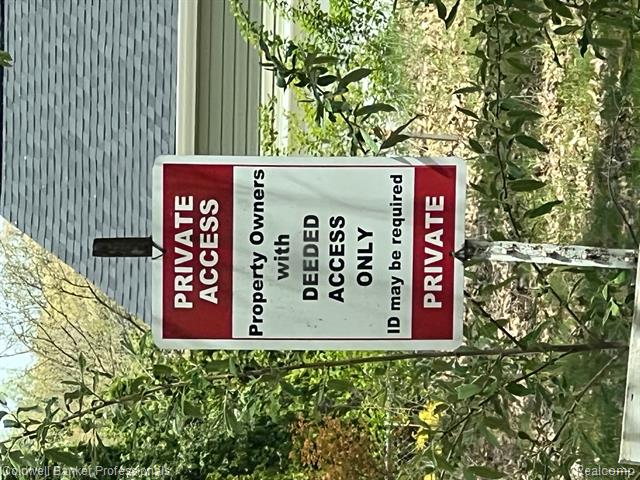 PRIVATE
ACCESS
Property Owners
with
DEEDED
ACCESS
ONLY
ID may be required
PRIVATE
Coldwell Banker Professionals
Realcomp